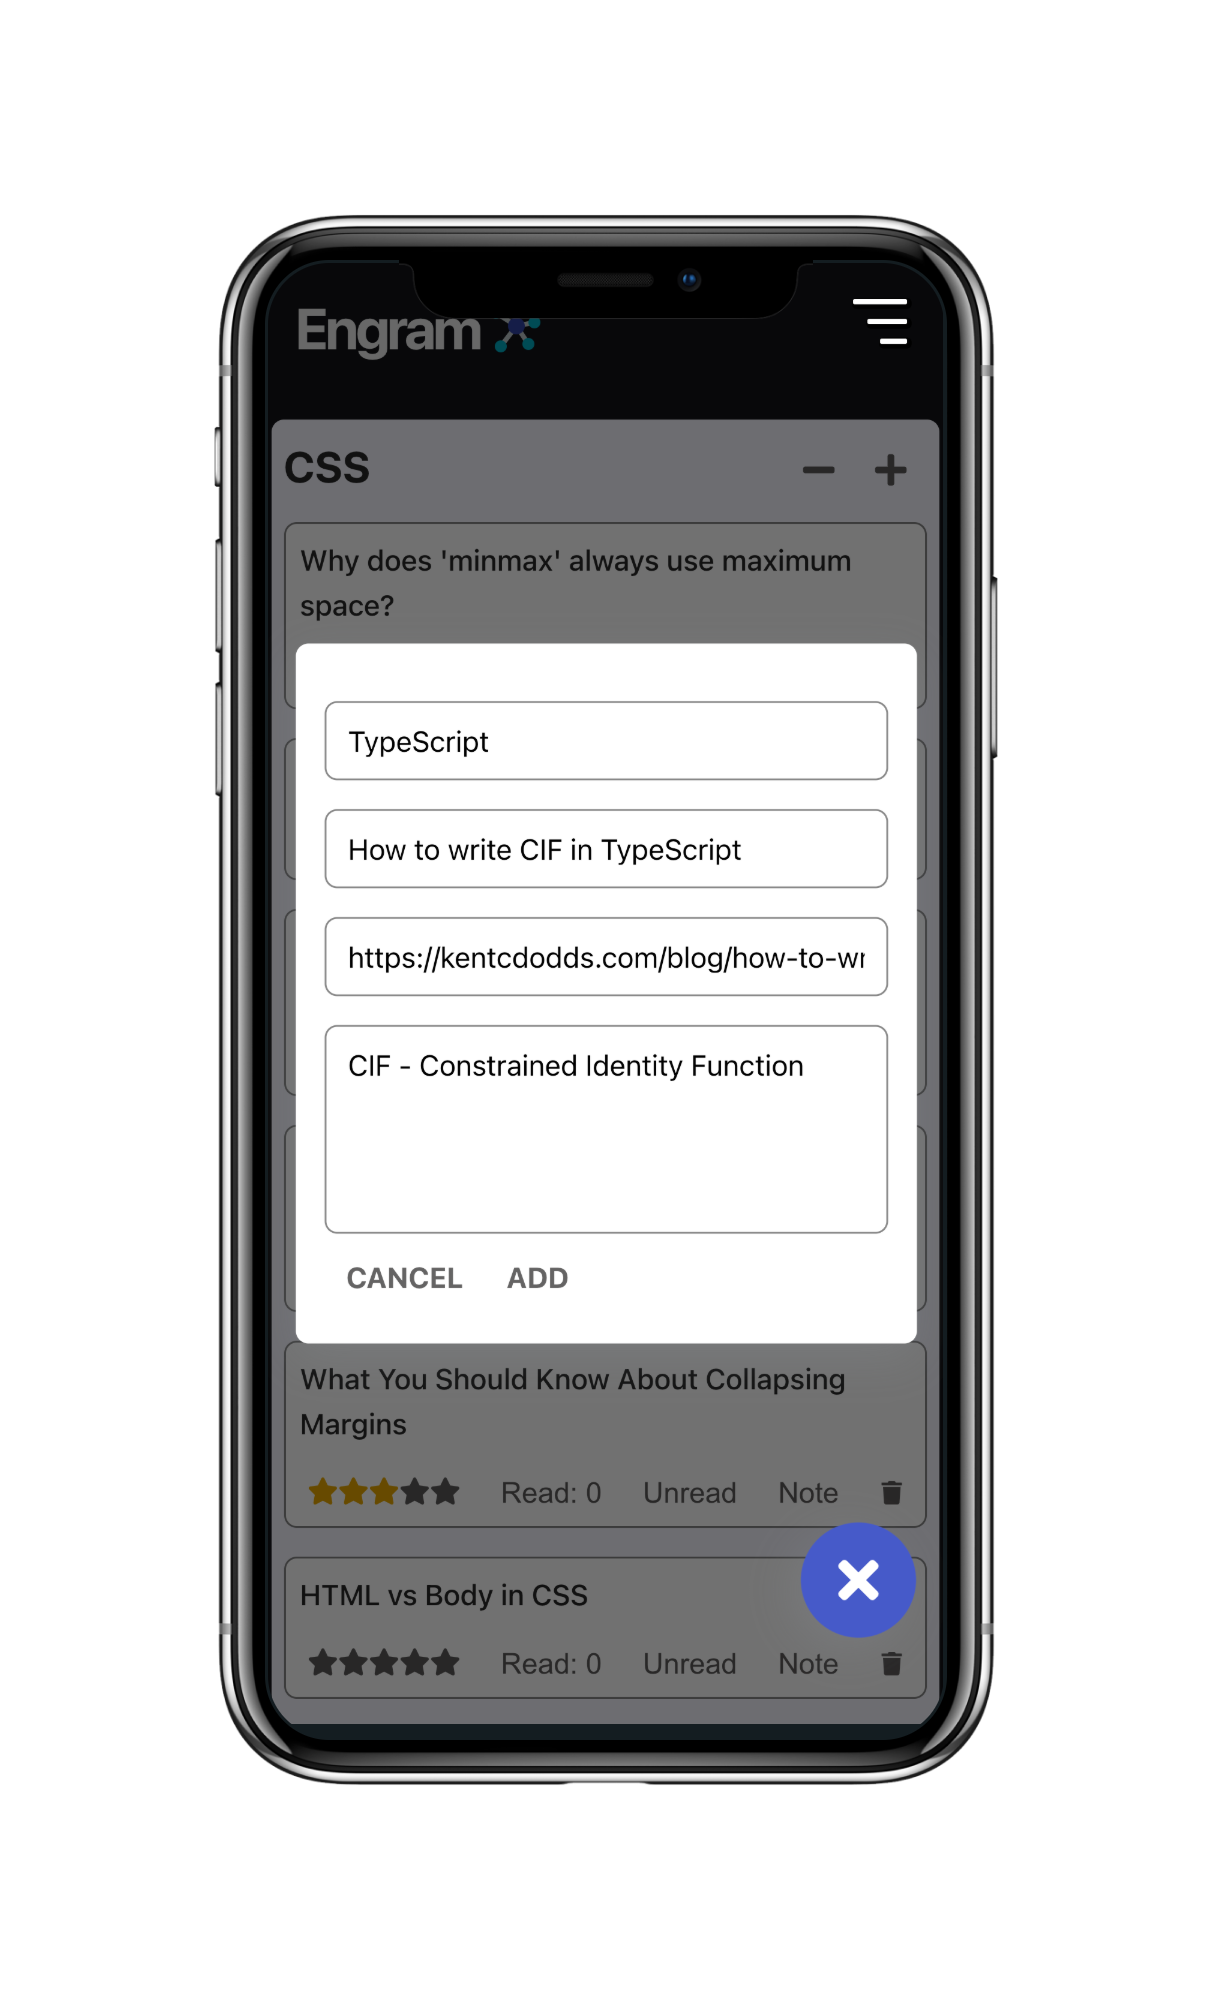 Engram
CSS
Why does 'minmax' always use maximum
space?
TypeScript
How to write CIF in TypeScript
https://kentcdodds.com/blog/how-to-wr
CIF - Constrained Identity Function
CANCEL ADD
What You Should Know About Collapsing
Margins
Read: 0 Unread Note
HTML vs Body in CSS
Read: 0 Unread Note